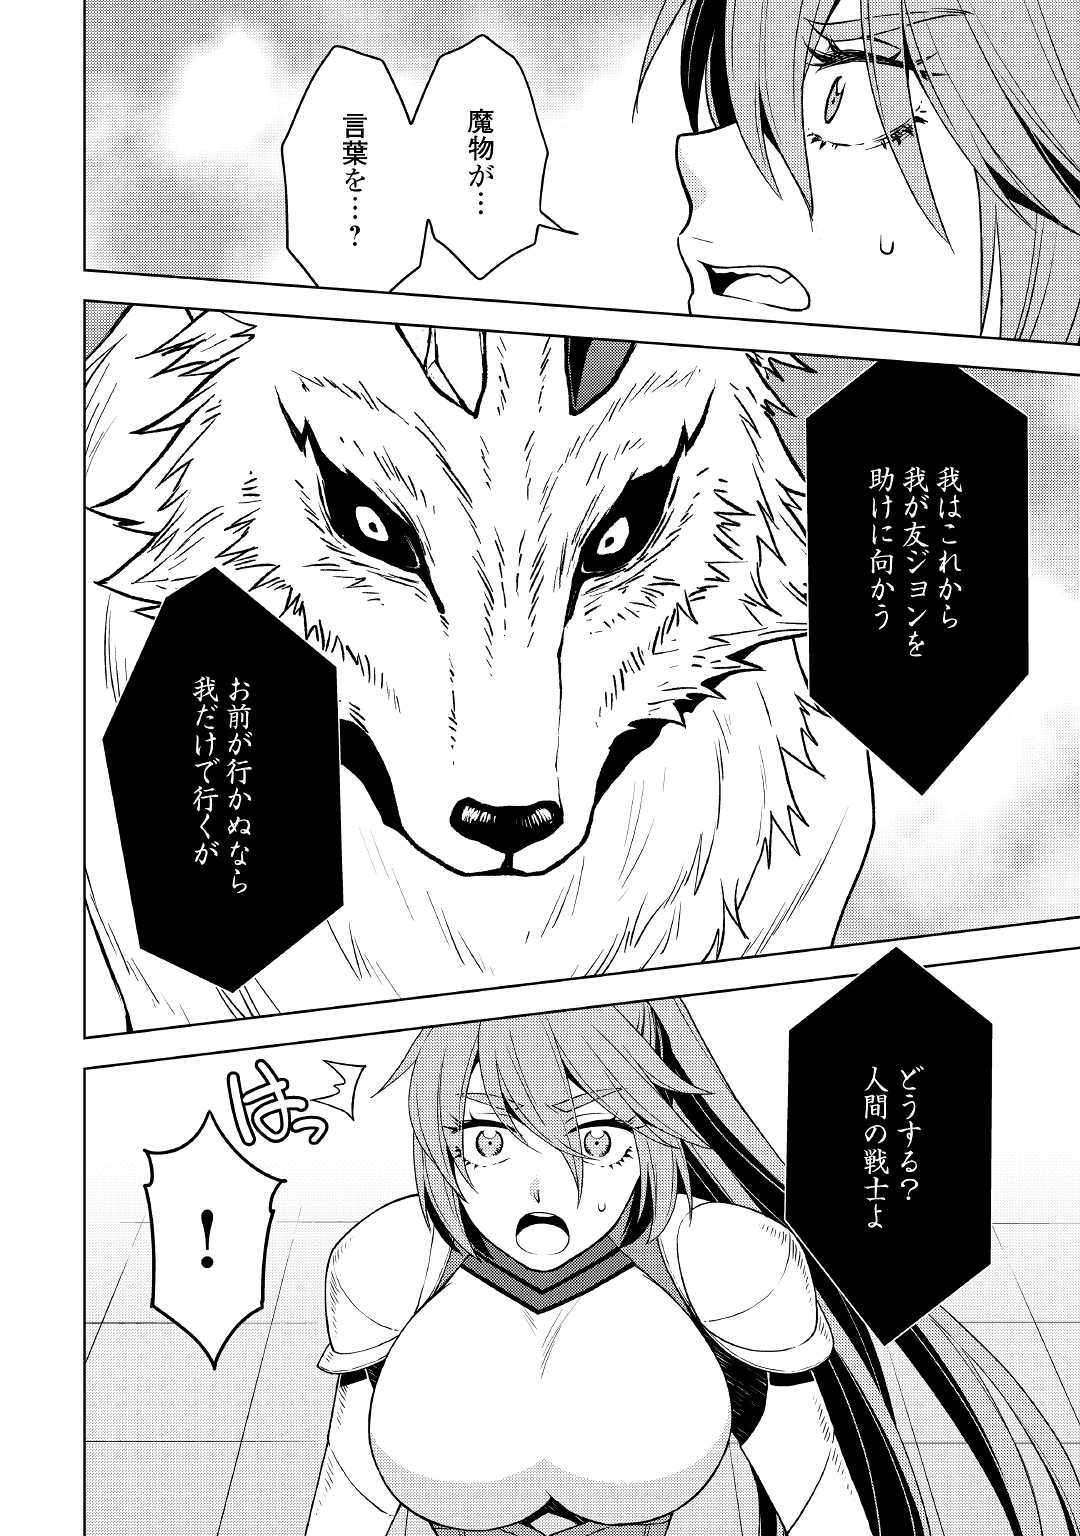 魔物が…
言葉を…?
我はこれから
我が友ジョンを
助けに向かう
お前が行かぬなら
我だけで行くが
どうする?
人間の戦士よ
はっ
!